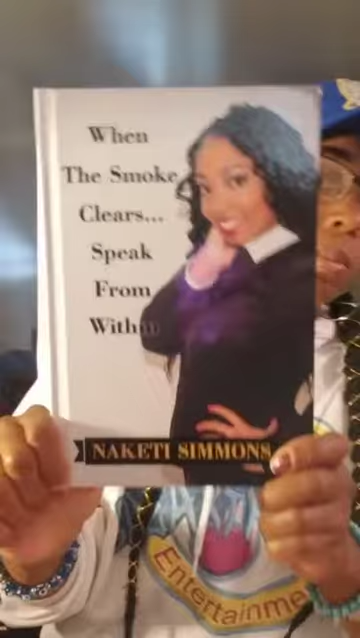 When
The Smoke
Clears...
Speak
From
Within
NAKETI SIMMONS
Entertainme